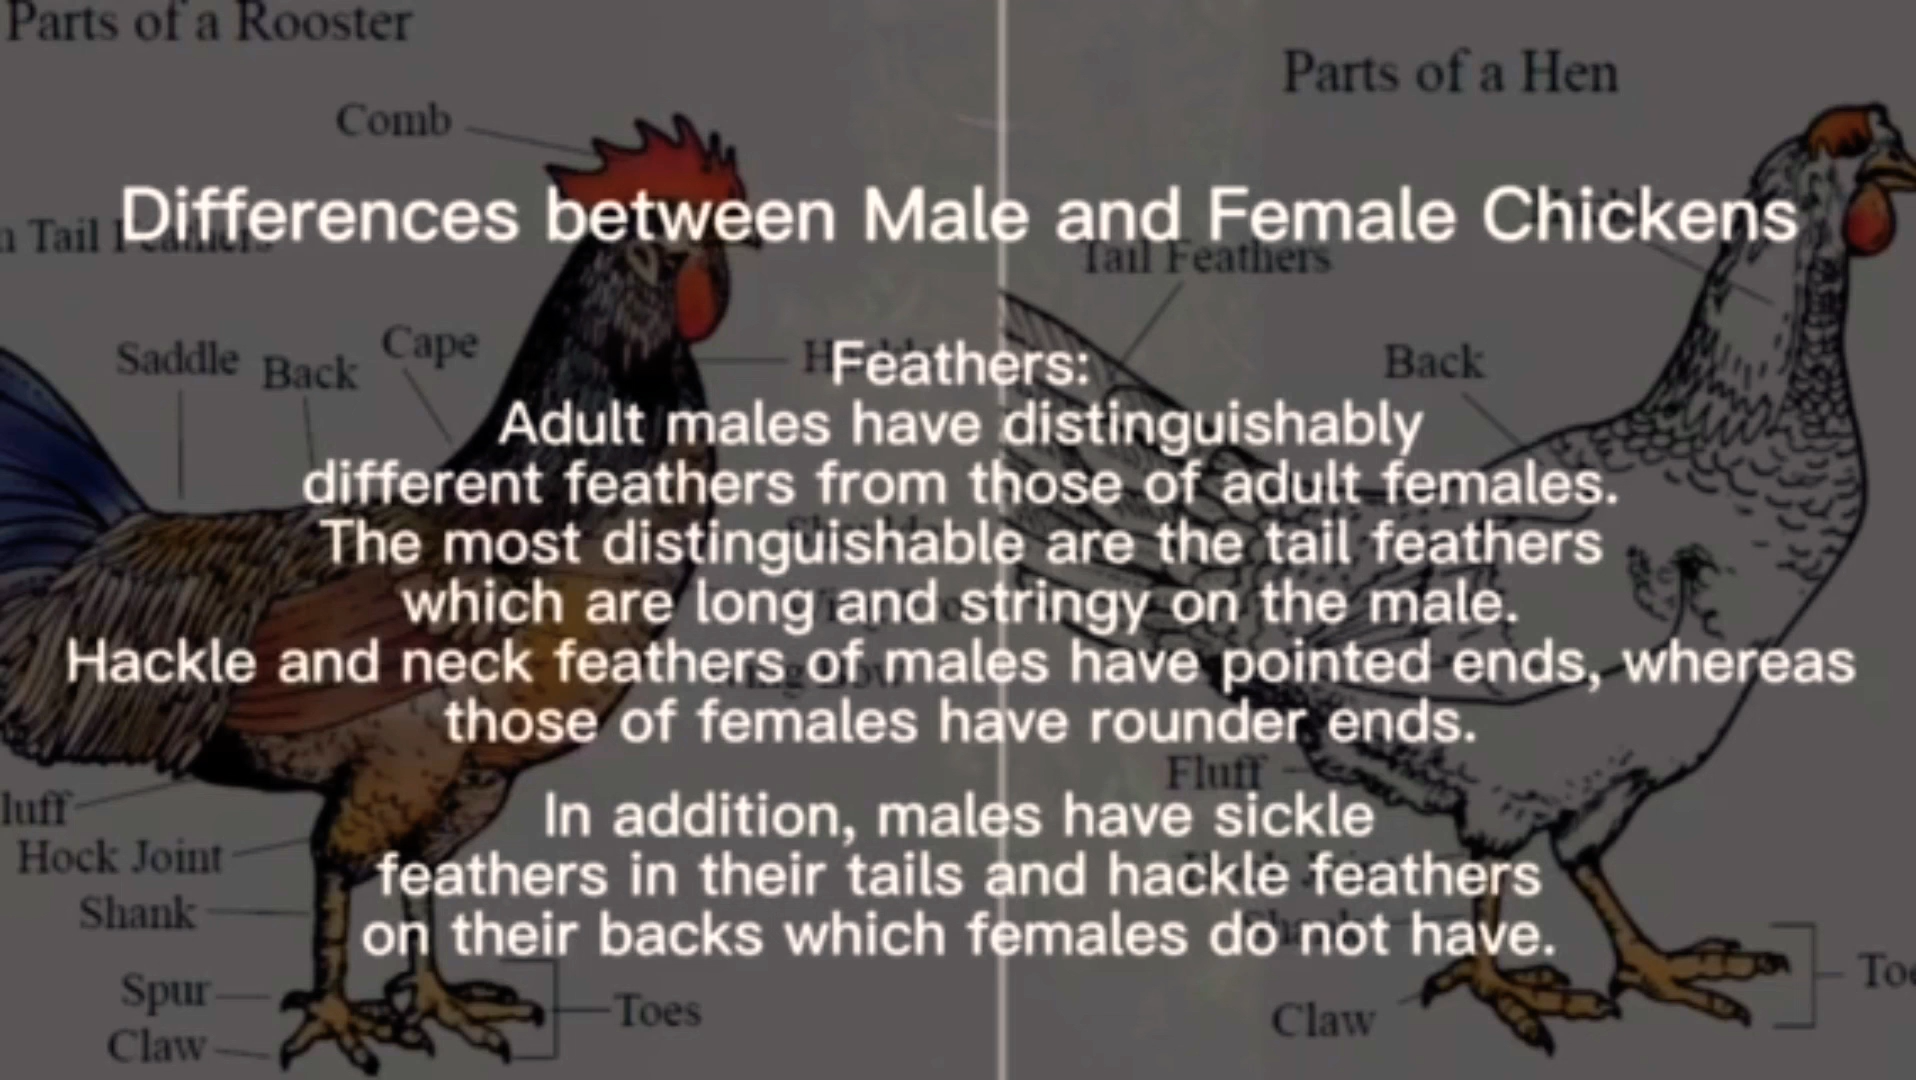 Parts of a Rooster
Parts of a Hen
Comb
Differences between Male and Female Chickens
Tail Feathers
Tail Feathers
Saddle
Back
Cape
Back
Feathers:
Adult males have distinguishably
different feathers from those of adult females.
The most distinguishable are the tail feathers
which are long and stringy on the male.
Hackle and neck feathers of males have pointed ends, whereas
those of females have rounder ends.
Fluff
luff
In addition, males have sickle
feathers in their tails and hackle feathers
on their backs which females do not have.
Hock Joint
Shank
Spur
Claw
Toes
Claw